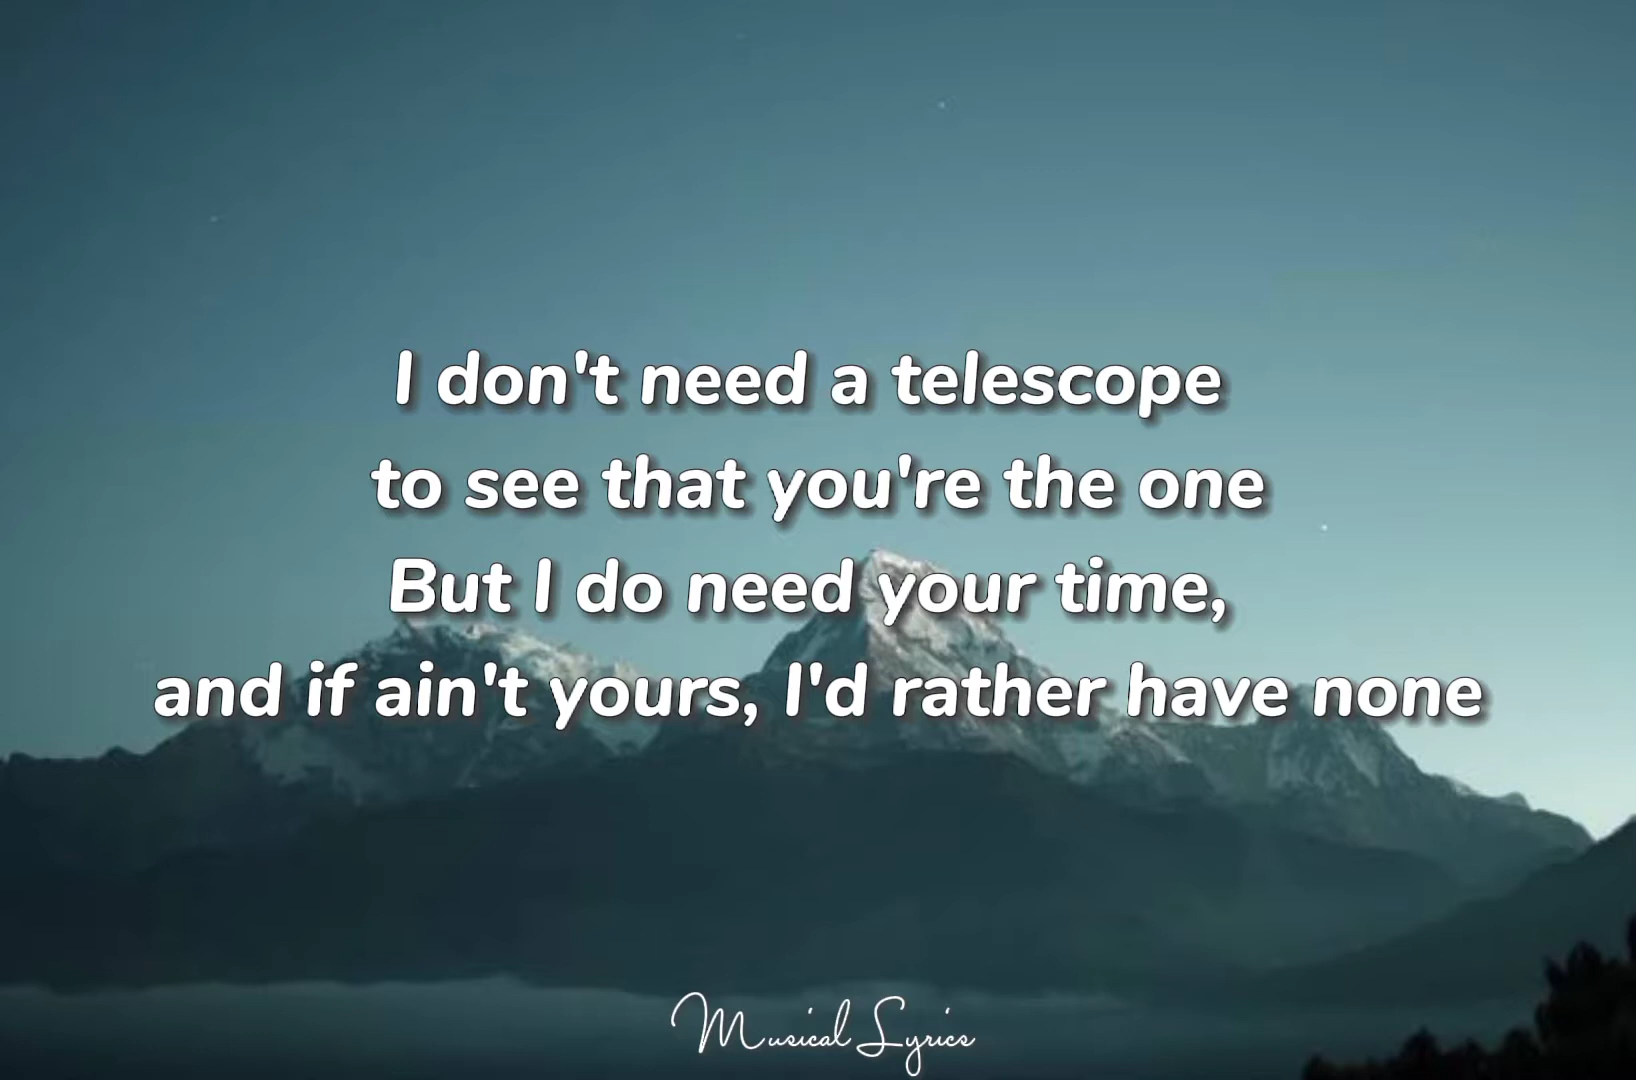 I don't need a telescope
to see that you're the one
But I do need your time,
and if ain't yours, I'd rather have none
Musical Lyrics